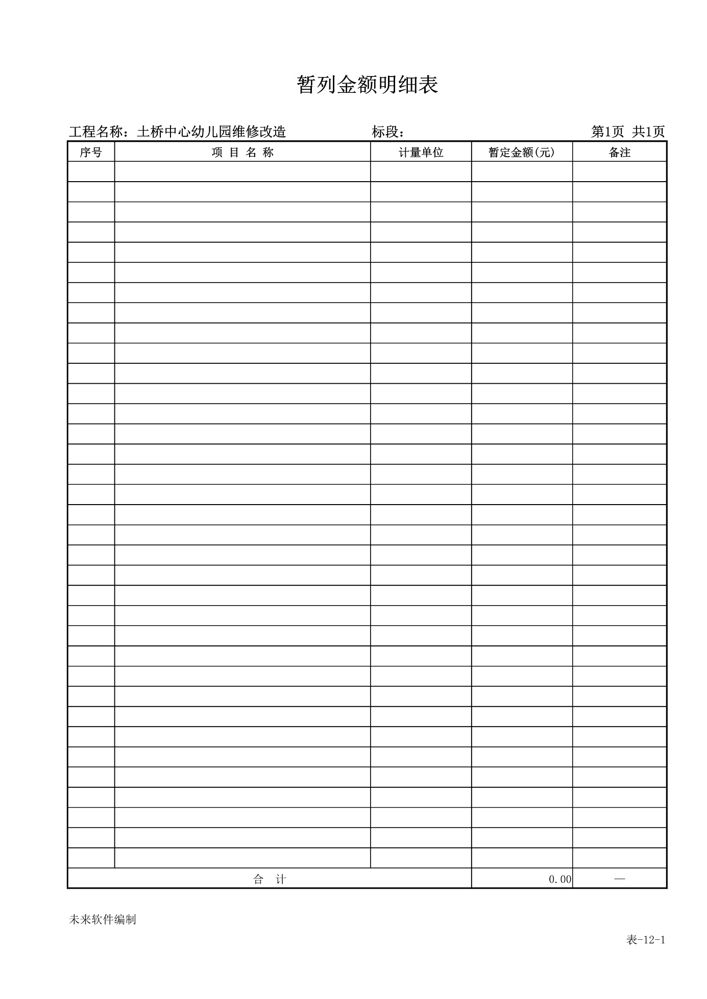 暂列金额明细表
工程名称：土桥中心幼儿园维修改造 标段： 第1页 共1页
序号 项 目 名 称 计量单位 暂定金额(元) 备注
合 计 0.00 —
未来软件编制
表-12-1